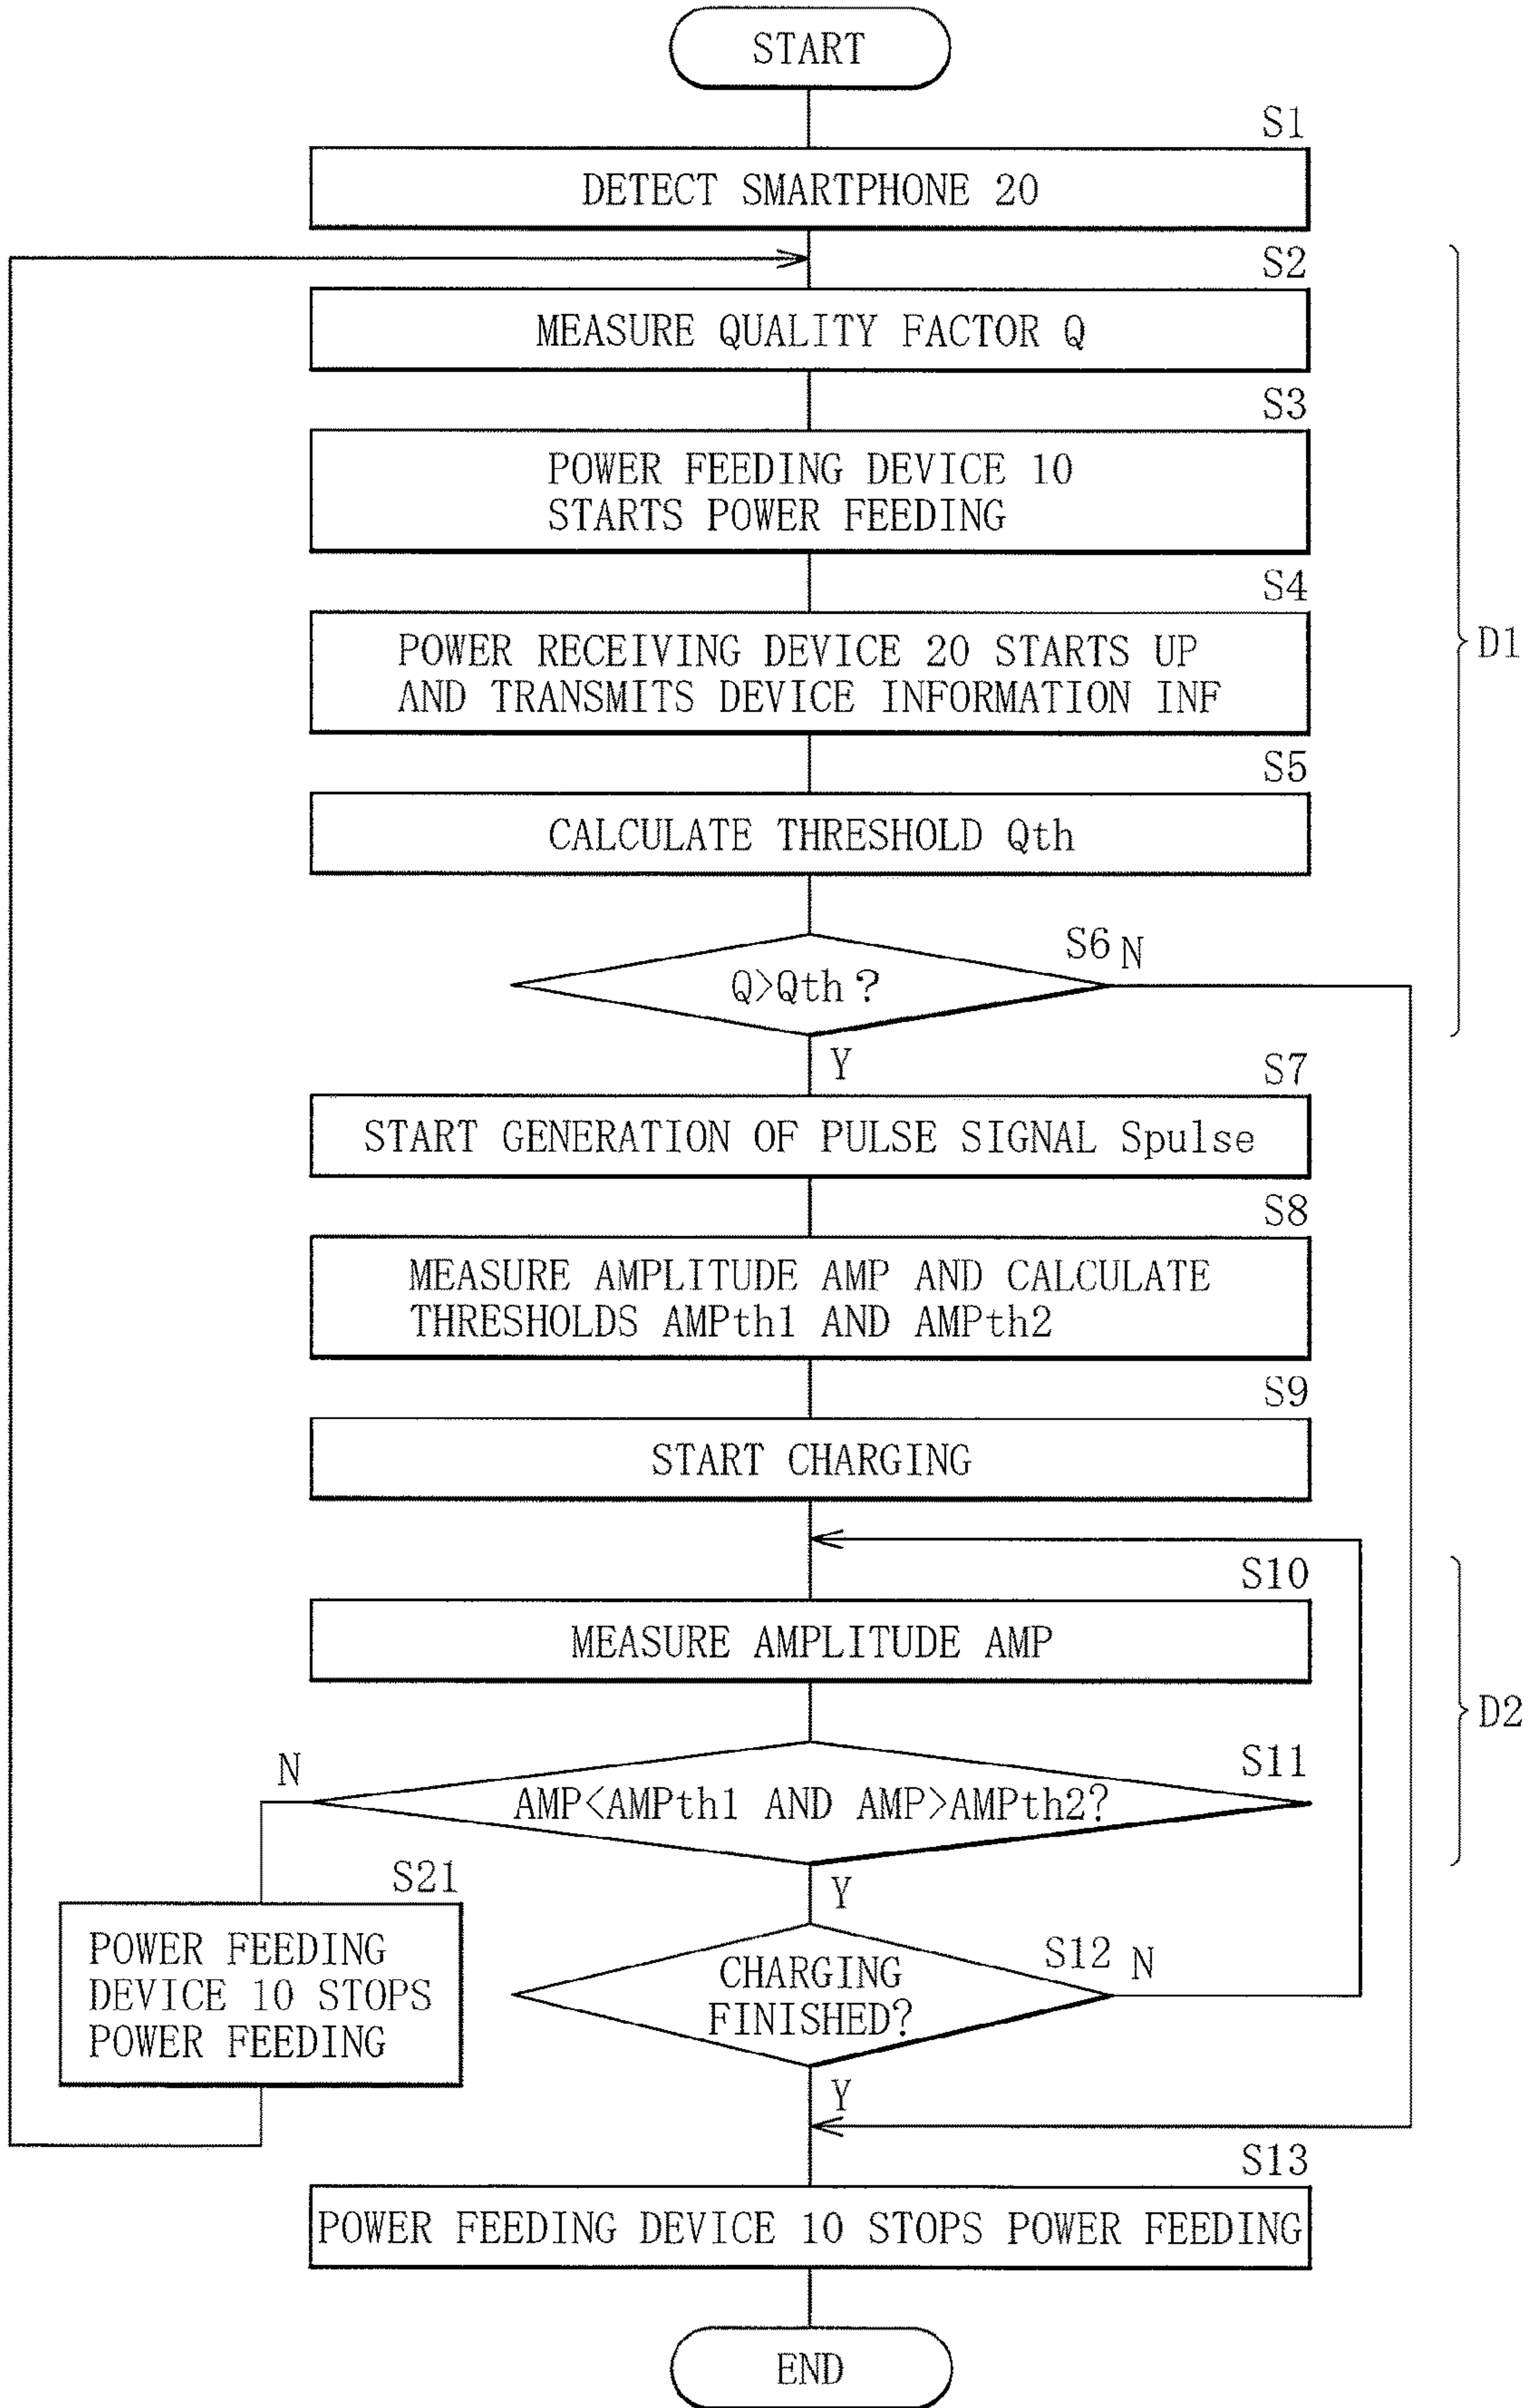 START
S1
DETECT SMARTPHONE 20
S2
MEASURE QUALITY FACTOR Q
S3
POWER FEEDING DEVICE 10
STARTS POWER FEEDING
S4
POWER RECEIVING DEVICE 20 STARTS UP
AND TRANSMITS DEVICE INFORMATION INF
D1
S5
CALCULATE THRESHOLD Qth
S6 N
Q>Qth ?
Y
S7
START GENERATION OF PULSE SIGNAL Spulse
S8
MEASURE AMPLITUDE AMP AND CALCULATE
THRESHOLDS AMPth1 AND AMPth2
S9
START CHARGING
S10
MEASURE AMPLITUDE AMP
D2
N
S11
AMP<AMPth1 AND AMP>AMPth2?
Y
S21
POWER FEEDING
DEVICE 10 STOPS
POWER FEEDING
S12 N
CHARGING
FINISHED?
Y
S13
POWER FEEDING DEVICE 10 STOPS POWER FEEDING
END